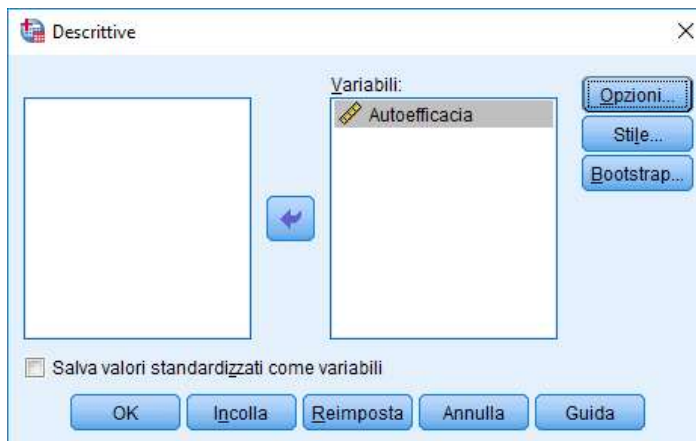 Descrittive
Variabili:
Autoefficacia
Opzioni...
Stile...
Bootstrap...
Salva valori standardizzati come variabili
OK
Incolla
Reimposta
Annulla
Guida